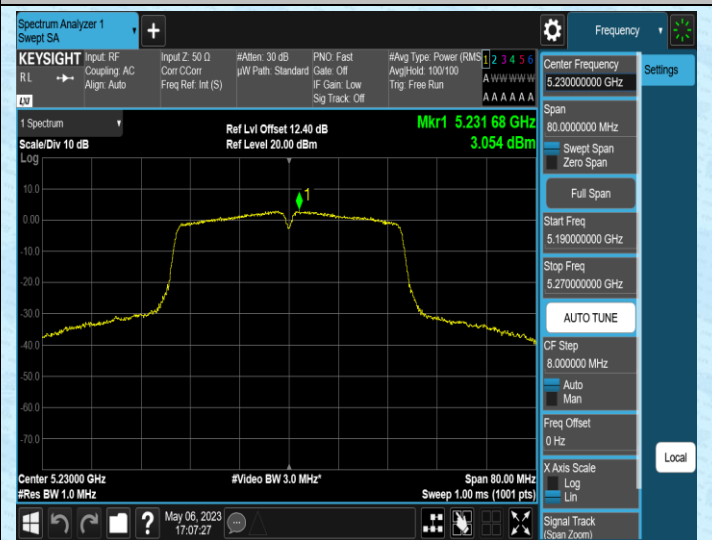 Spectrum Analyzer 1
Swept SA
+
Frequency
KEYSIGHT
RL
LXI
Input: RF
Coupling: AC
Align: Auto
Input Z: 50 Ω
Corr CCorr
Freq Ref: Int (S)
#Atten: 30 dB
µW Path: Standard
PNO: Fast
Gate: Off
IF Gain: Low
Sig Track: Off
#Avg Type: Power (RMS
Avg|Hold: 100/100
Trig: Free Run
1 2 3 4 5 6
A W W W W W
A A A A A A
1 Spectrum
Scale/Div 10 dB
Log
Ref Lvl Offset 12.40 dB
Ref Level 20.00 dBm
Mkr1 5.231 68 GHz
3.054 dBm
1
10.0
0.00
-10.0
-20.0
-30.0
-40.0
-50.0
-60.0
-70.0
Center 5.23000 GHz
#Res BW 1.0 MHz
#Video BW 3.0 MHz*
Span 80.00 MHz
Sweep 1.00 ms (1001 pts)
?
May 06, 2023
17:07:27
Center Frequency
5.230000000 GHz
Settings
Span
80.0000000 MHz
Swept Span
Zero Span
Full Span
Start Freq
5.190000000 GHz
Stop Freq
5.270000000 GHz
AUTO TUNE
CF Step
8.000000 MHz
Auto
Man
Freq Offset
0 Hz
X Axis Scale
Log
Lin
Signal Track
(Span Zoom)
Local